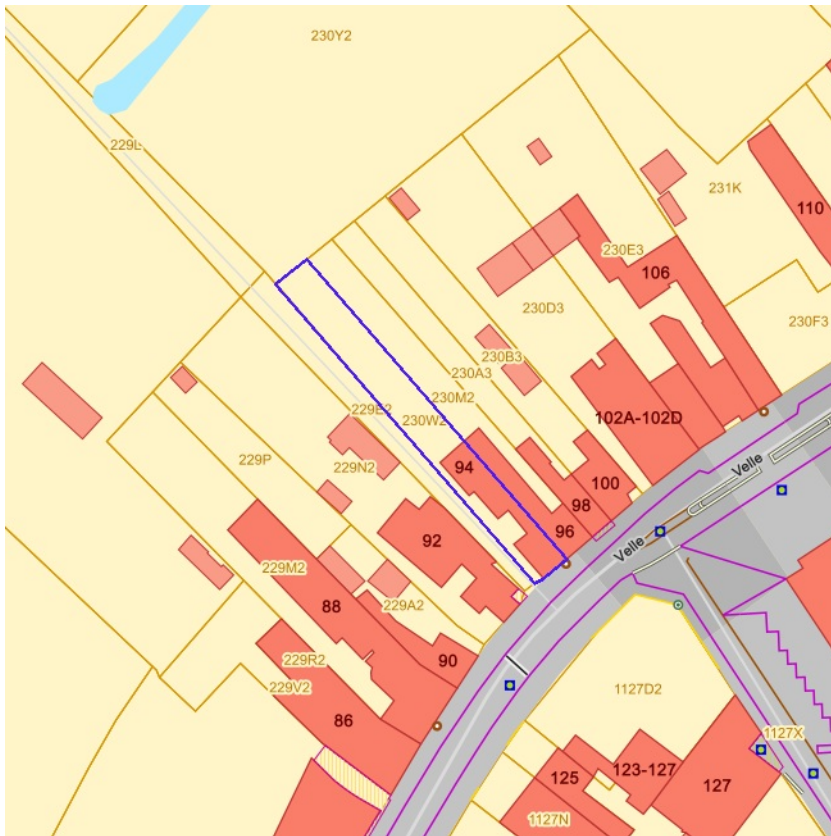 230Y2
229L
231K
110
230E3
106
230D3
230F3
230B3
230A3
230M2
229E2
230W2
102A-102D
Velle
229P
229N2
94
100
98
96
Velle
92
229M2
88
229A2
229R2
90
229V2
86
1127D2
1127X
123-127
125
127
1127N